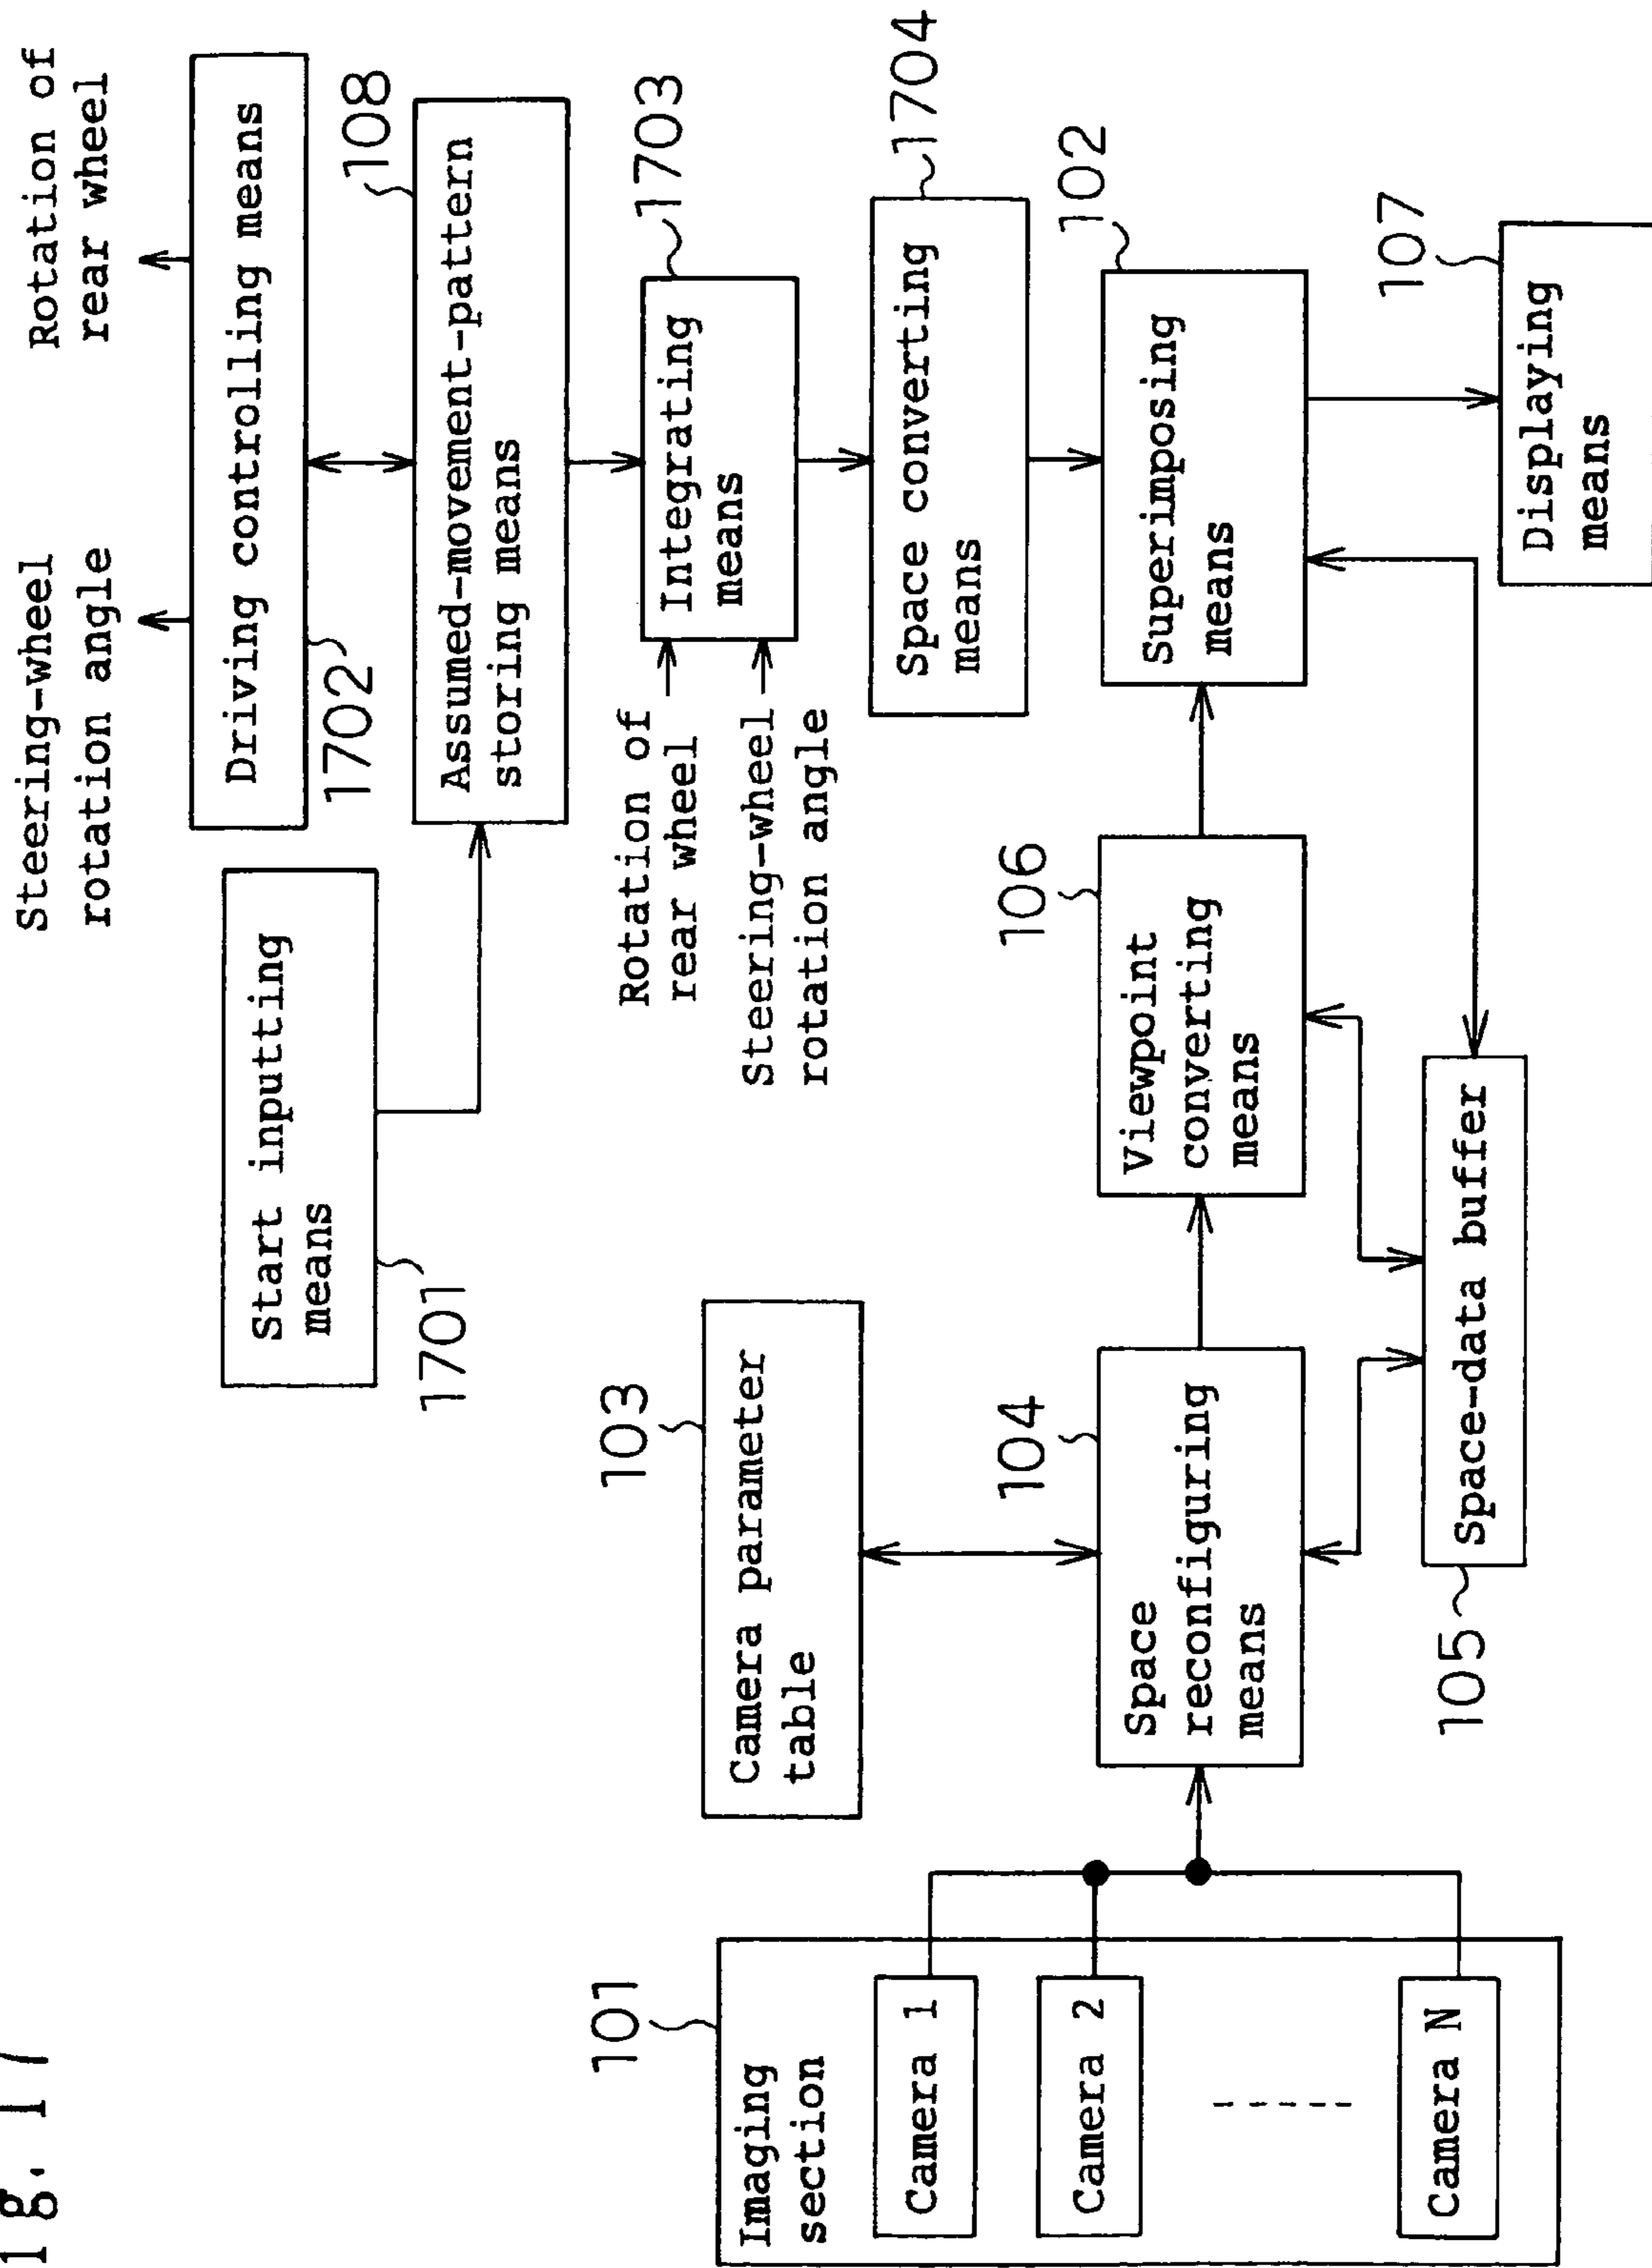 ig. 17
Steering-wheel
rotation angle
Rotation of
rear wheel
Driving controlling means
1702
Start inputting
means
1701
108
Assumed-movement-pattern
storing means
Rotation of
rear wheel
Steering-wheel
rotation angle
Integrating
means
1703
Space converting
means
1704
103
Camera parameter
table
101
Imaging
section
Camera 1
Camera 2
Camera N
104
Space
reconfiguring
means
106
Viewpoint
converting
means
102
Superimposing
means
105
Space-data buffer
107
Displaying
means